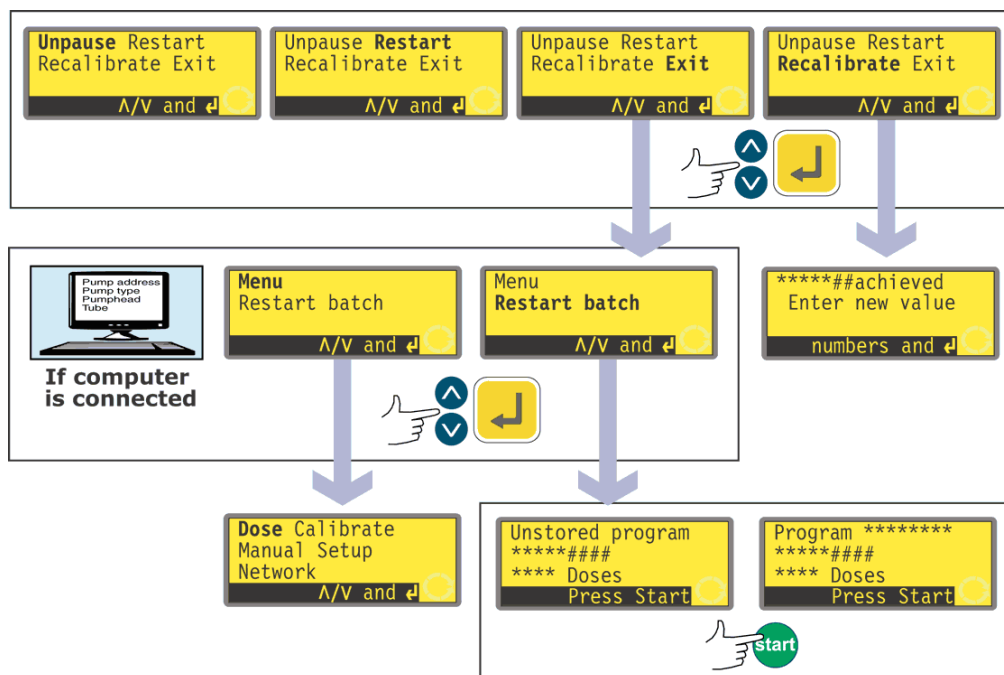 Unpause Restart
Recalibrate Exit
∧/∨ and ↵
Unpause Restart
Recalibrate Exit
∧/∨ and ↵
Unpause Restart
Recalibrate Exit
∧/∨ and ↵
Unpause Restart
Recalibrate Exit
∧/∨ and ↵
Pump address
Pump type
Pumphead
Tube
If computer
is connected
Menu
Restart batch
∧/∨ and ↵
Menu
Restart batch
∧/∨ and ↵
*****##achieved
Enter new value
numbers and ↵
Dose Calibrate
Manual Setup
Network
∧/∨ and ↵
Unstored program
*****####
**** Doses
Press Start
Program ********
*****####
**** Doses
Press Start
start